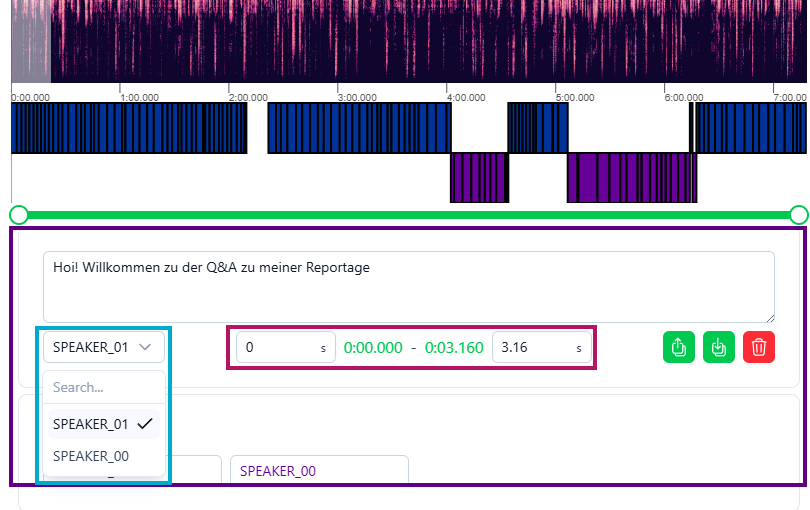 0:00.000 1:00.000 2:00.000 3:00.000 4:00.000 5:00.000 6:00.000 7:00.000
Hoi! Willkommen zu der Q&A zu meiner Reportage
SPEAKER_01 0 s 0:00.000 - 0:03.160 3.16 s
Search...
SPEAKER_01
SPEAKER_00
SPEAKER_00